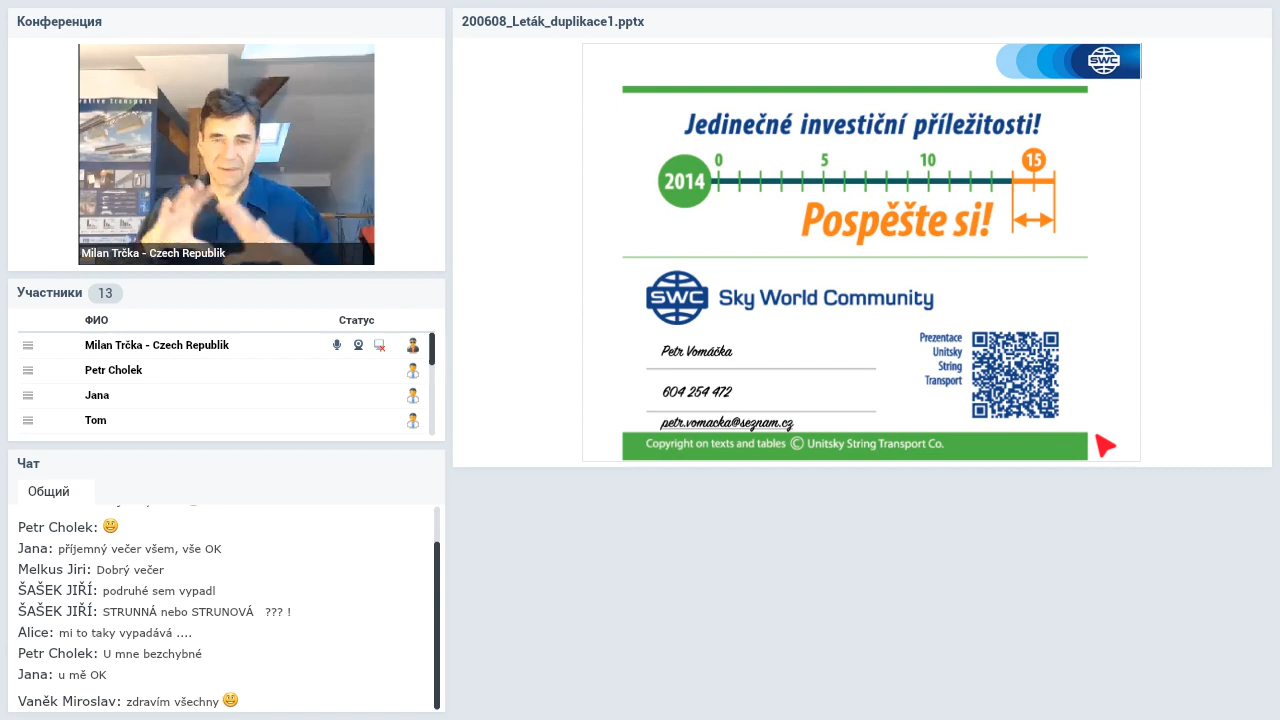 Конференция
ative transport
Milan Trčka - Czech Republik
Участники 13
ФИО Статус
Milan Trčka - Czech Republik
Petr Cholek
Jana
Tom
Чат
Общий
Petr Cholek:
Jana: příjemný večer všem, vše OK
Melkus Jiri: Dobrý večer
ŠAŠEK JIŘÍ: podruhé sem vypadl
ŠAŠEK JIŘÍ: STRUNNÁ nebo STRUNOVÁ ??? !
Alice: mi to taky vypadává ....
Petr Cholek: U mne bezchybné
Jana: u mě OK
Vaněk Miroslav: zdravím všechny
200608_Leták_duplikace1.pptx
SWC
Jedinečné investiční příležitosti!
0 5 10 15
2014
Pospěšte si!
SWC Sky World Community
Petr Vomáčka
604 254 472
petr.vomacka@seznam.cz
Prezentace
Unitsky
String
Transport
Copyright on texts and tables © Unitsky String Transport Co.